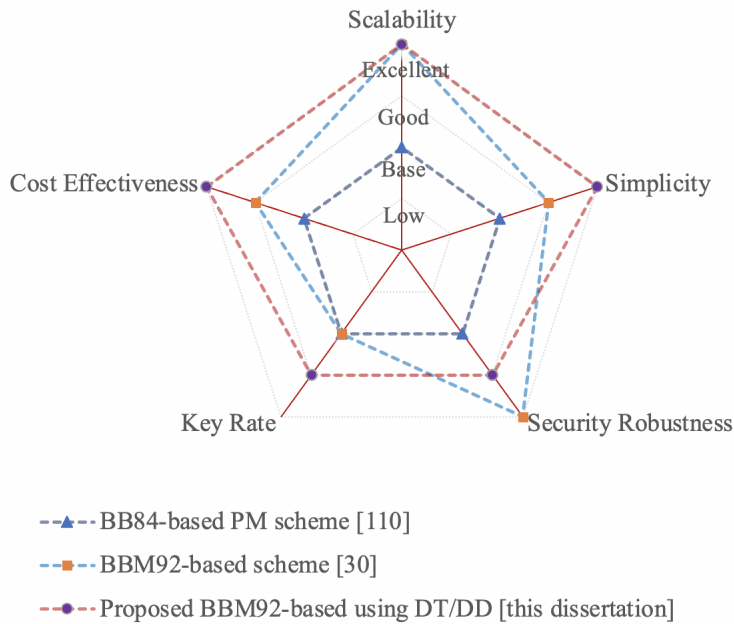 Scalability
Excellent
Good
Base
Low
Cost Effectiveness
Simplicity
Key Rate
Security Robustness
BB84-based PM scheme [110]
BBM92-based scheme [30]
Proposed BBM92-based using DT/DD [this dissertation]